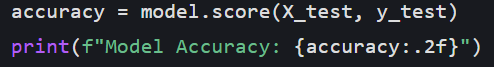 accuracy = model.score(X_test, y_test)
print(f"Model Accuracy: {accuracy:.2f}")